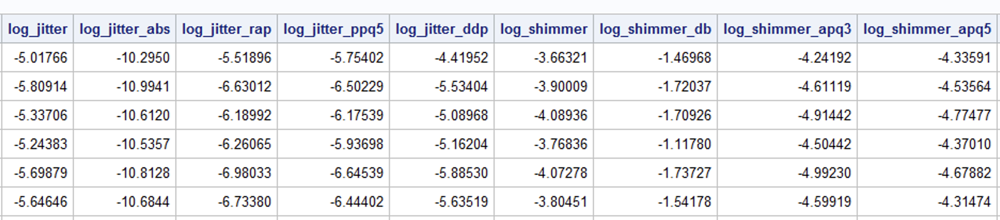 log_jitter log_jitter_abs log_jitter_rap log_jitter_ppq5 log_jitter_ddp log_shimmer log_shimmer_db log_shimmer_apq3 log_shimmer_apq5
-5.01766 -10.2950 -5.51896 -5.75402 -4.41952 -3.66321 -1.46968 -4.24192 -4.33591
-5.80914 -10.9941 -6.63012 -6.50229 -5.53404 -3.90009 -1.72037 -4.61119 -4.53564
-5.33706 -10.6120 -6.18992 -6.17539 -5.08968 -4.08936 -1.70926 -4.91442 -4.77477
-5.24383 -10.5357 -6.26065 -5.93698 -5.16204 -3.76836 -1.11780 -4.50442 -4.37010
-5.69879 -10.8128 -6.98033 -6.64539 -5.88530 -4.07278 -1.73727 -4.99230 -4.67882
-5.64646 -10.6844 -6.73380 -6.44402 -5.63519 -3.80451 -1.54178 -4.59919 -4.31474